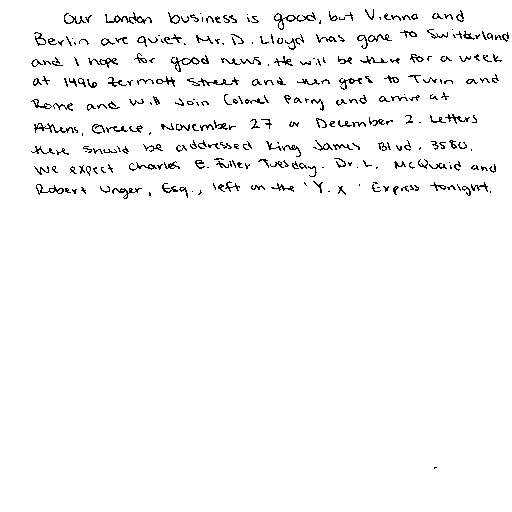 Our London business is good, but Vienna and
Berlin are quiet. Mr. D. Lloyd has gone to Switzerland
and I hope for good news. He will be there for a week
at 1496 Zermott Street and then goes to Turin and
Rome and will join Colonel Parry and arrive at
Athens, Greece, November 27 or December 2. Letters
there should be addressed King James Blvd. 3580.
We expect Charles E. Fuller Tuesday. Dr. L. McQuaid and
Robert Unger, Esq., left on the 'Y. X' Express tonight.